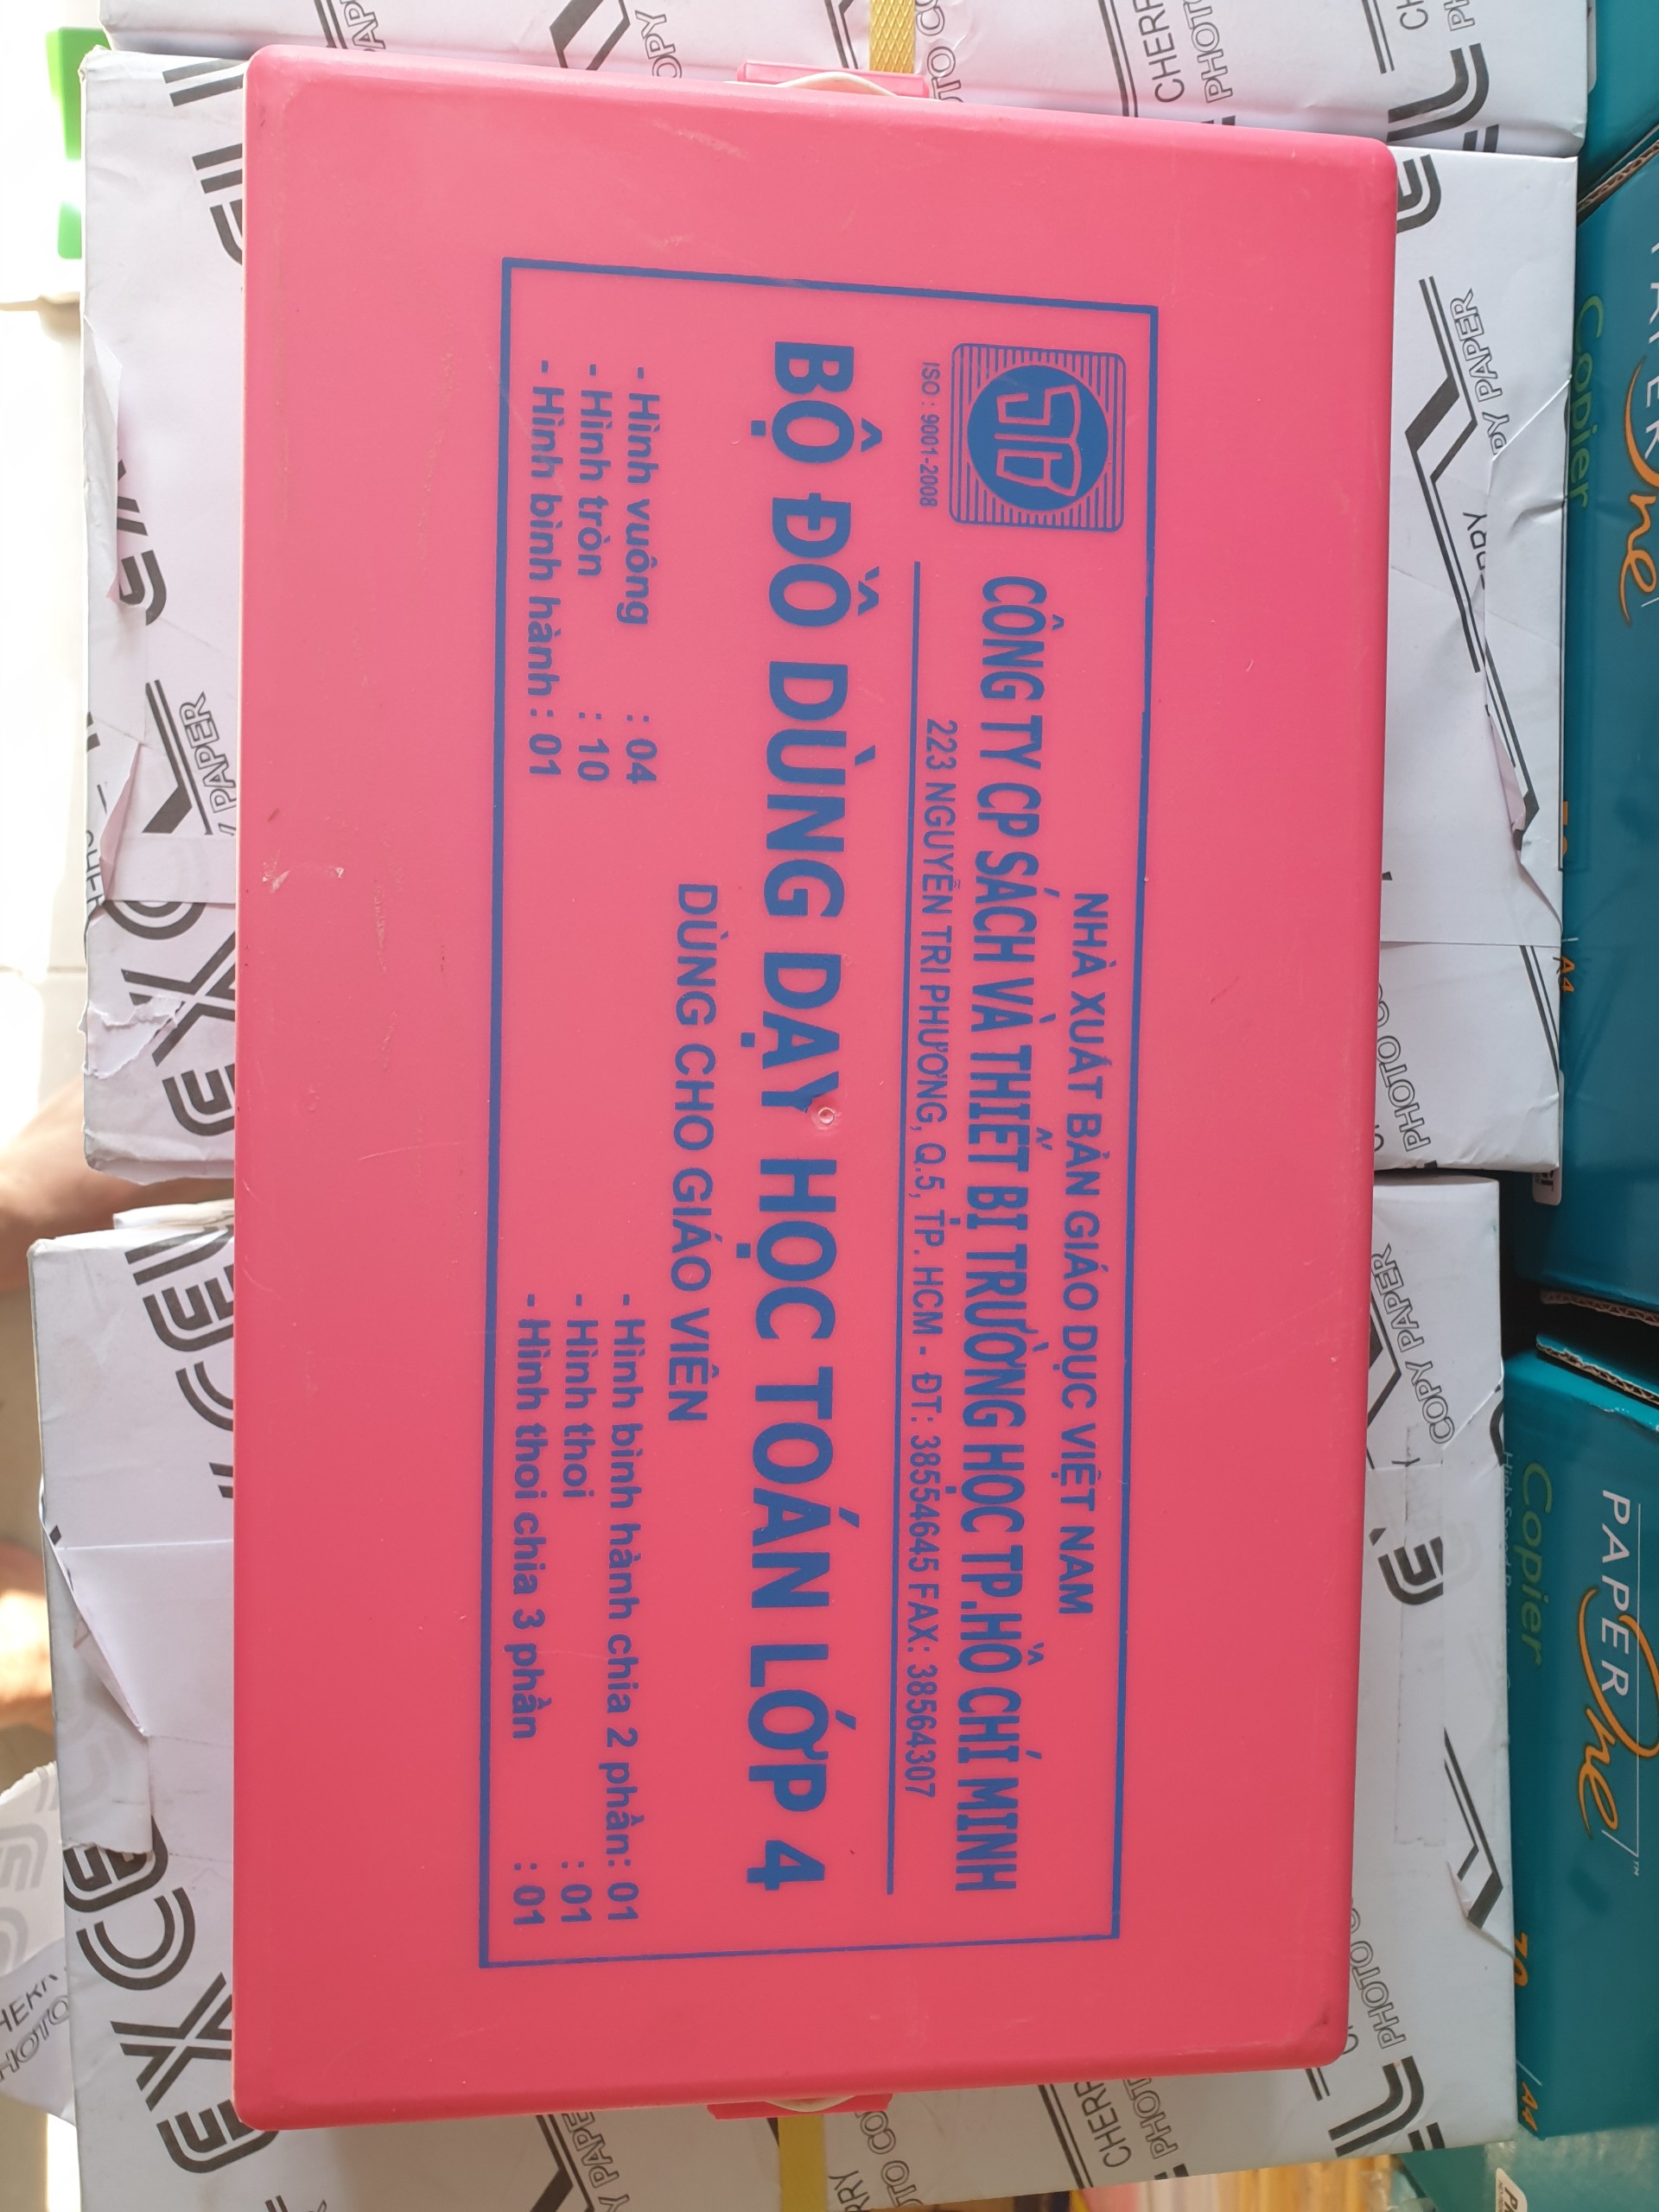 NHÀ XUẤT BẢN GIÁO DỤC VIỆT NAM
CÔNG TY CP SÁCH VÀ THIẾT BỊ TRƯỜNG HỌC TP.HỒ CHÍ MINH
ISO : 9001-2008
223 NGUYỄN TRI PHƯƠNG, Q.5, TP. HCM - ĐT: 38554645 FAX: 38564307
BỘ ĐỒ DÙNG DẠY HỌC TOÁN LỚP 4
DÙNG CHO GIÁO VIÊN
- Hình vuông : 04
- Hình tròn : 10
- Hình bình hành : 01
- Hình bình hành chia 2 phần: 01
- Hình thoi : 01
- Hình thoi chia 3 phần : 01
COPY PAPER
PAPER
EXCEL
PAPER One
Copier
PAPER One
Copier
A4